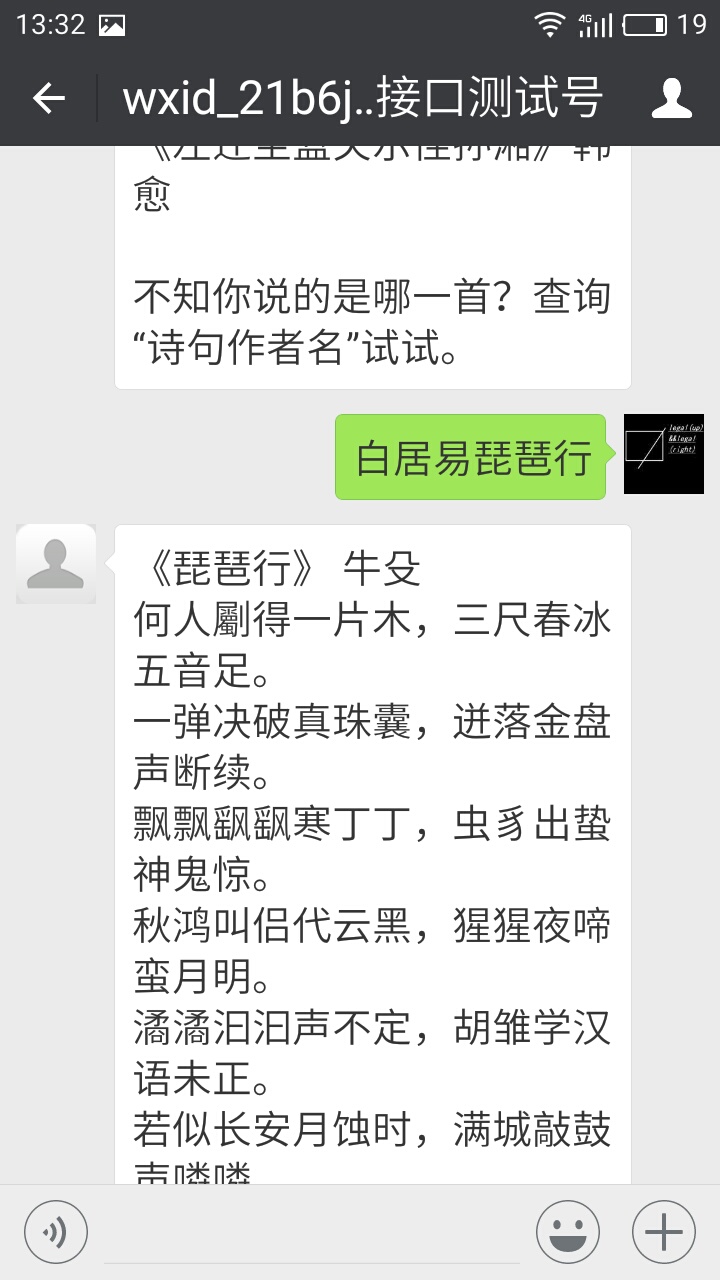 13:32
4G
19
wxid_21b6j..接口测试号
愈
不知你说的是哪一首？查询
“诗句作者名”试试。
白居易琵琶行
legal(up)
&&legal
(right)
《琵琶行》 牛殳
何人劚得一片木，三尺春冰
五音足。
一弹决破真珠囊，迸落金盘
声断续。
飘飘飖飖寒丁丁，虫豸出蛰
神鬼惊。
秋鸿叫侣代云黑，猩猩夜啼
蛮月明。
潏潏汩汩声不定，胡雏学汉
语未正。
若似长安月蚀时，满城敲鼓
声噒噒